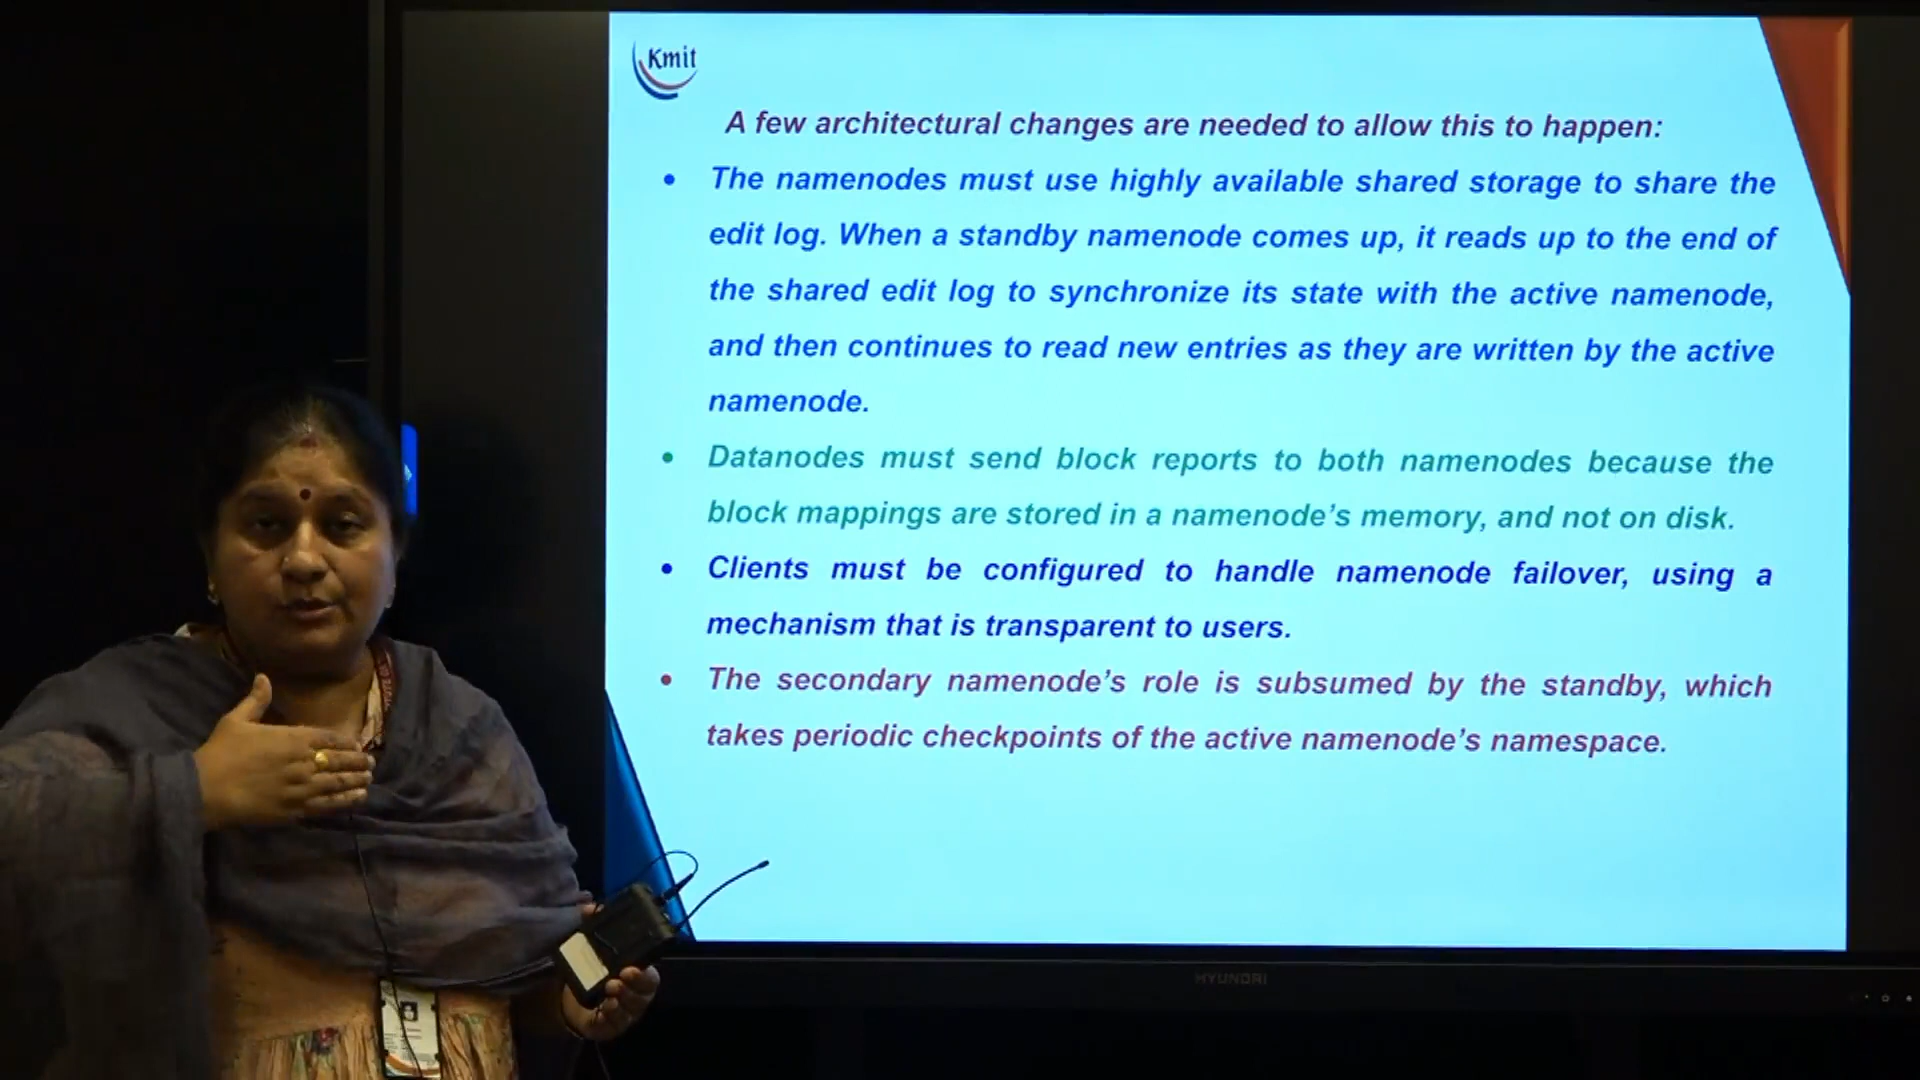 Kmit
A few architectural changes are needed to allow this to happen:
• The namenodes must use highly available shared storage to share the
edit log. When a standby namenode comes up, it reads up to the end of
the shared edit log to synchronize its state with the active namenode,
and then continues to read new entries as they are written by the active
namenode.
• Datanodes must send block reports to both namenodes because the
block mappings are stored in a namenode’s memory, and not on disk.
• Clients must be configured to handle namenode failover, using a
mechanism that is transparent to users.
• The secondary namenode’s role is subsumed by the standby, which
takes periodic checkpoints of the active namenode’s namespace.
HYUNDAI